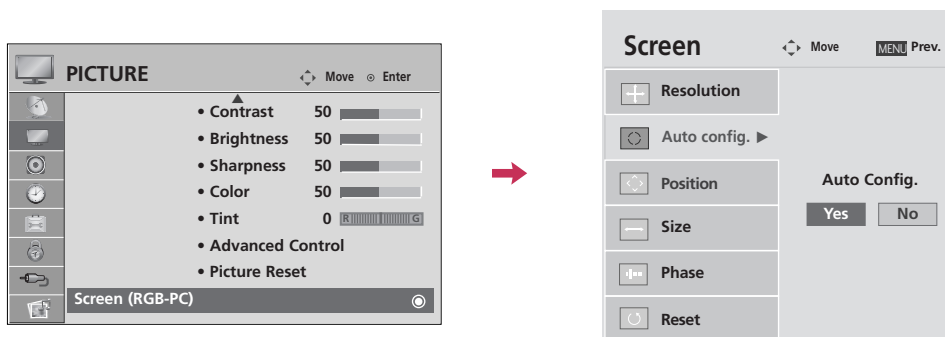 PICTURE
Move Enter
• Contrast 50
• Brightness 50
• Sharpness 50
• Color 50
• Tint 0 R G
• Advanced Control
• Picture Reset
Screen (RGB-PC)
Screen Move MENU Prev.
Resolution
Auto config. ►
Position
Size
Phase
Reset
Auto Config.
Yes No